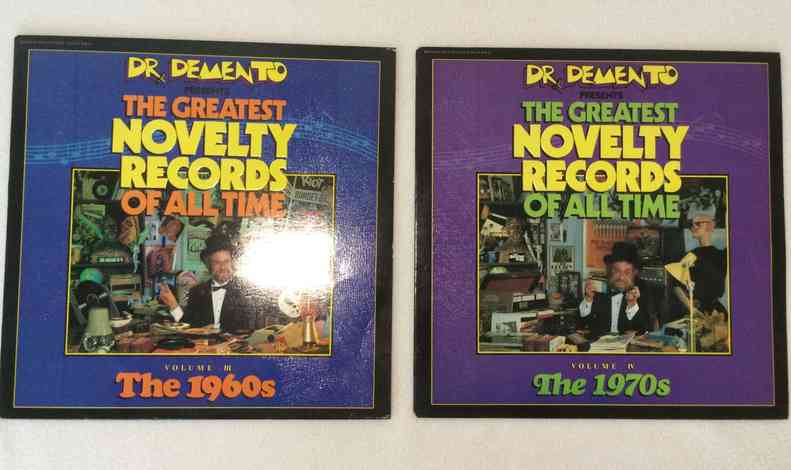 DR. DEMENTO
PRESENTS
THE GREATEST
NOVELTY
RECORDS
OF ALL TIME
VOLUME III
The 1960s
DR. DEMENTO
PRESENTS
THE GREATEST
NOVELTY
RECORDS
OF ALL TIME
VOLUME IV
The 1970s